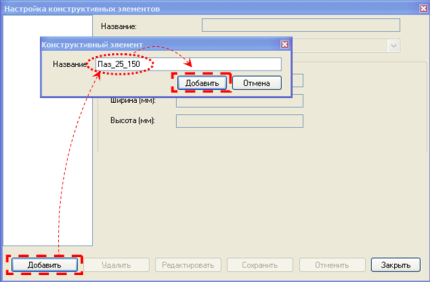 Настройка конструктивных элементов
Название:
Конструктивный элемент
Название: Паз_25_150
Добавить Отмена
Ширина (мм):
Высота (мм):
Добавить Удалить Редактировать Сохранить Отменить Закрыть